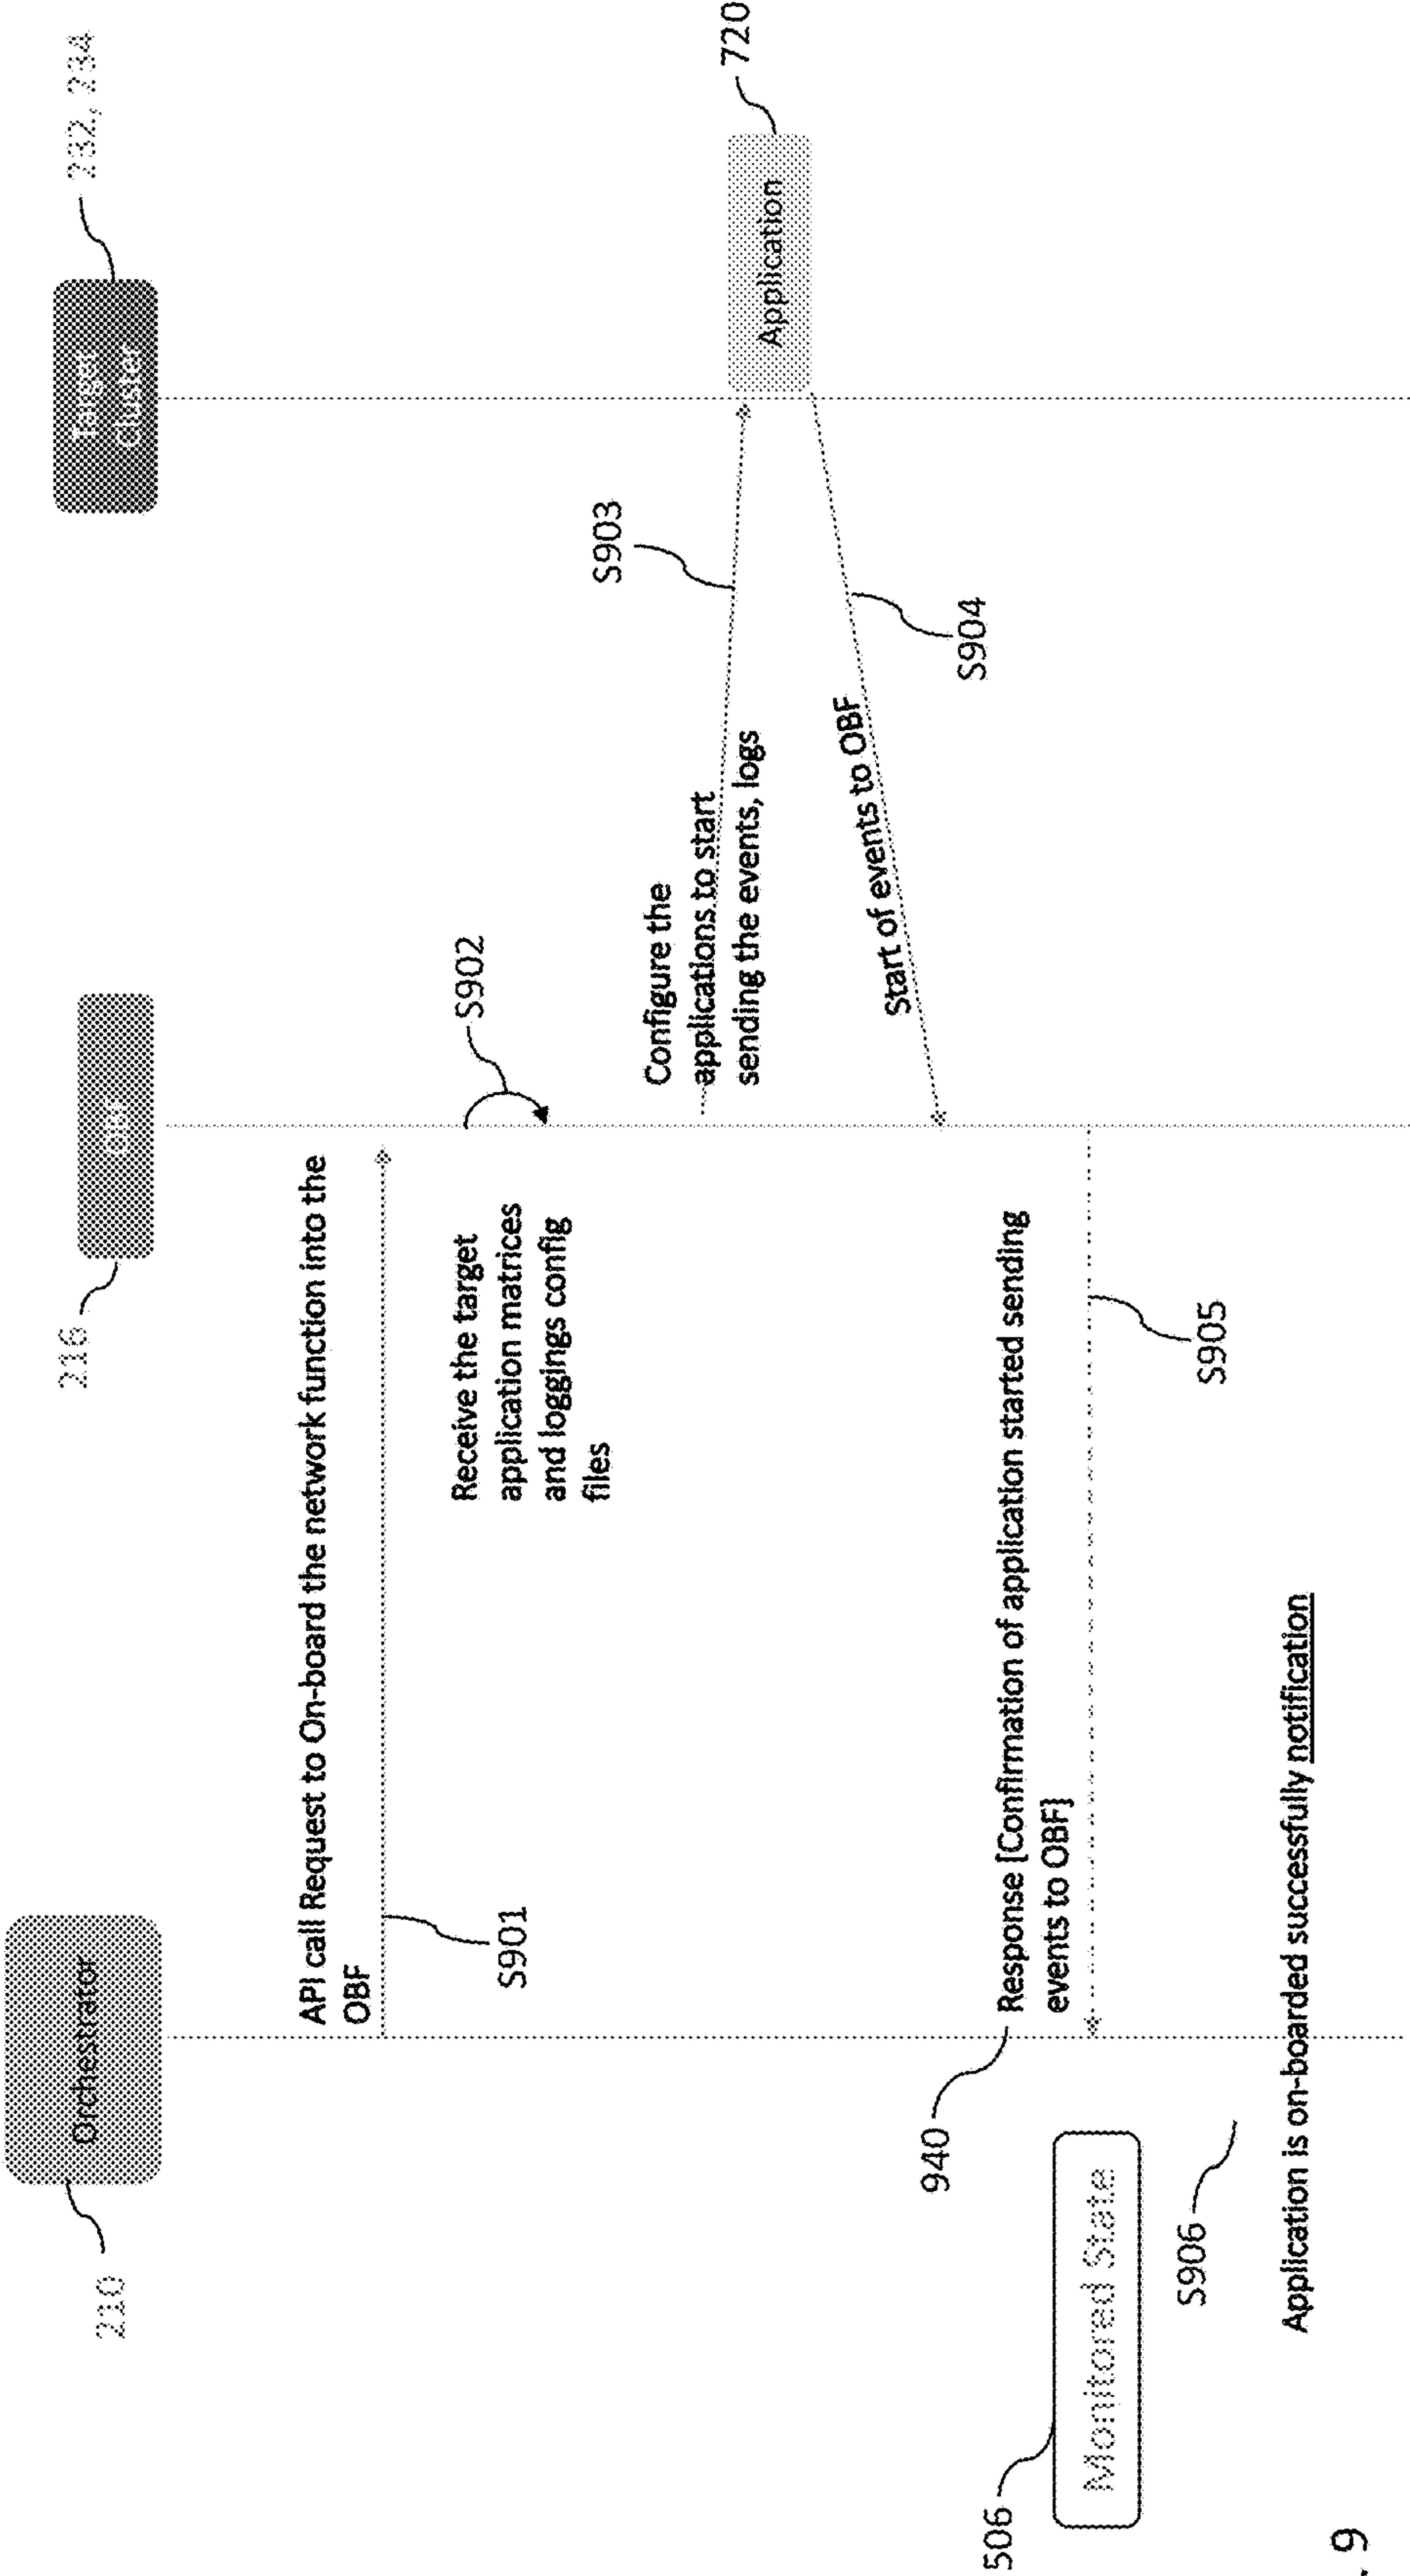 210
Orchestrator
216
Target
Cluster
232, 234
API call Request to On-board the network function into the
OBF
S901
S902
Receive the target
application matrices
and loggings config
files
Configure the
applications to start
sending the events, logs
S903
Application
720
Start of events to OBF
S904
940
Response [Confirmation of application started sending
events to OBF]
S905
506
Monitored State
S906
Application is on-boarded successfully notification
. 9